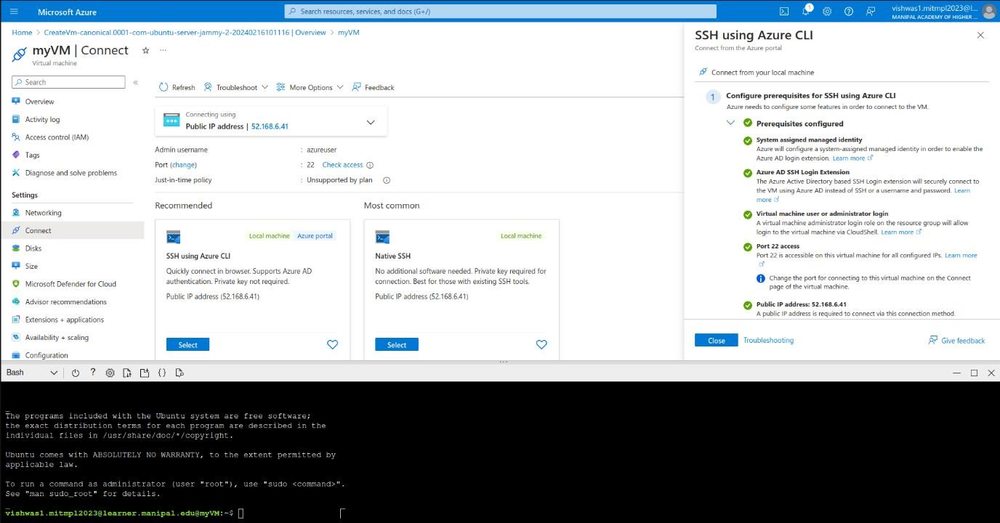 Microsoft Azure
Search resources, services, and docs (G+/)
1
vishwas1.mitmpl2023@l...
MANIPAL ACADEMY OF HIGHER ...
Home > CreateVm-canonical.0001-com-ubuntu-server-jammy-2-20240216101116 | Overview > myVM
myVM | Connect
Virtual machine
Search
Overview
Activity log
Access control (IAM)
Tags
Diagnose and solve problems
Settings
Networking
Connect
Disks
Size
Microsoft Defender for Cloud
Advisor recommendations
Extensions + applications
Availability + scaling
Configuration
Refresh Troubleshoot More Options Feedback
Connecting using
Public IP address | 52.168.6.41
Admin username : azureuser
Port (change) : 22 Check access
Just-in-time policy : Unsupported by plan
Recommended
Local machine Azure portal
SSH using Azure CLI
Quickly connect in browser. Supports Azure AD
authentication. Private key not required.
Public IP address (52.168.6.41)
Select
Most common
Local machine
Native SSH
No additional software needed. Private key required for
connection. Best for those with existing SSH tools.
Public IP address (52.168.6.41)
Select
SSH using Azure CLI
Connect from the Azure portal
Connect from your local machine
1 Configure prerequisites for SSH using Azure CLI
Azure needs to configure some features in order to connect to the VM.
Prerequisites configured
System assigned managed identity
Azure will configure a system-assigned managed identity in order to enable the
Azure AD login extension. Learn more
Azure AD SSH Login Extension
The Azure Active Directory based SSH Login extension will securely connect to
the VM using Azure AD instead of SSH or a username and password. Learn
more
Virtual machine user or administrator login
A virtual machine administrator login role on the resource group will allow
login to the virtual machine via CloudShell. Learn more
Port 22 access
Port 22 is accessible on this virtual machine for all configured IPs. Learn more
Change the port for connecting to this virtual machine on the Connect
page of the virtual machine.
Public IP address: 52.168.6.41
A public IP address is required to connect via this connection method.
Close Troubleshooting Give feedback
Bash
The programs included with the Ubuntu system are free software;
the exact distribution terms for each program are described in the
individual files in /usr/share/doc/*/copyright.
Ubuntu comes with ABSOLUTELY NO WARRANTY, to the extent permitted by
applicable law.
To run a command as administrator (user "root"), use "sudo <command>".
See "man sudo_root" for details.
vishwas1.mitmpl2023@learner.manipal.edu@myVM:~$